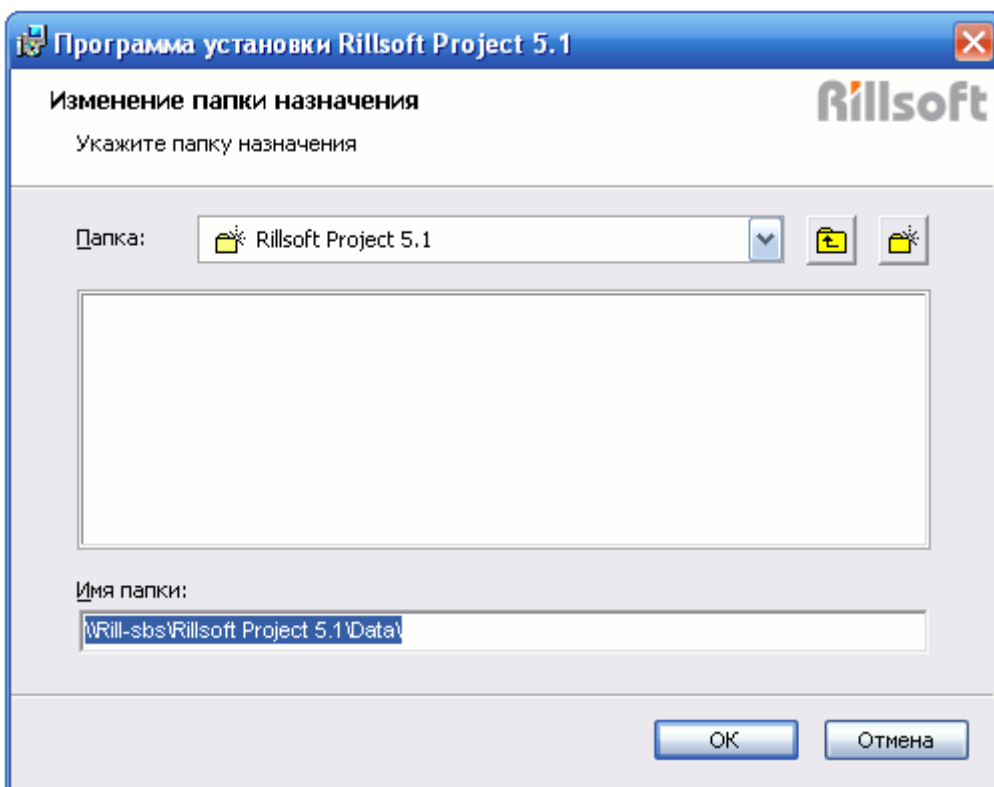 Программа установки Rillsoft Project 5.1
Изменение папки назначения
Rillsoft
Укажите папку назначения
Папка:
Rillsoft Project 5.1
Имя папки:
\\Rill-sbs\Rillsoft Project 5.1\Data\
OK
Отмена